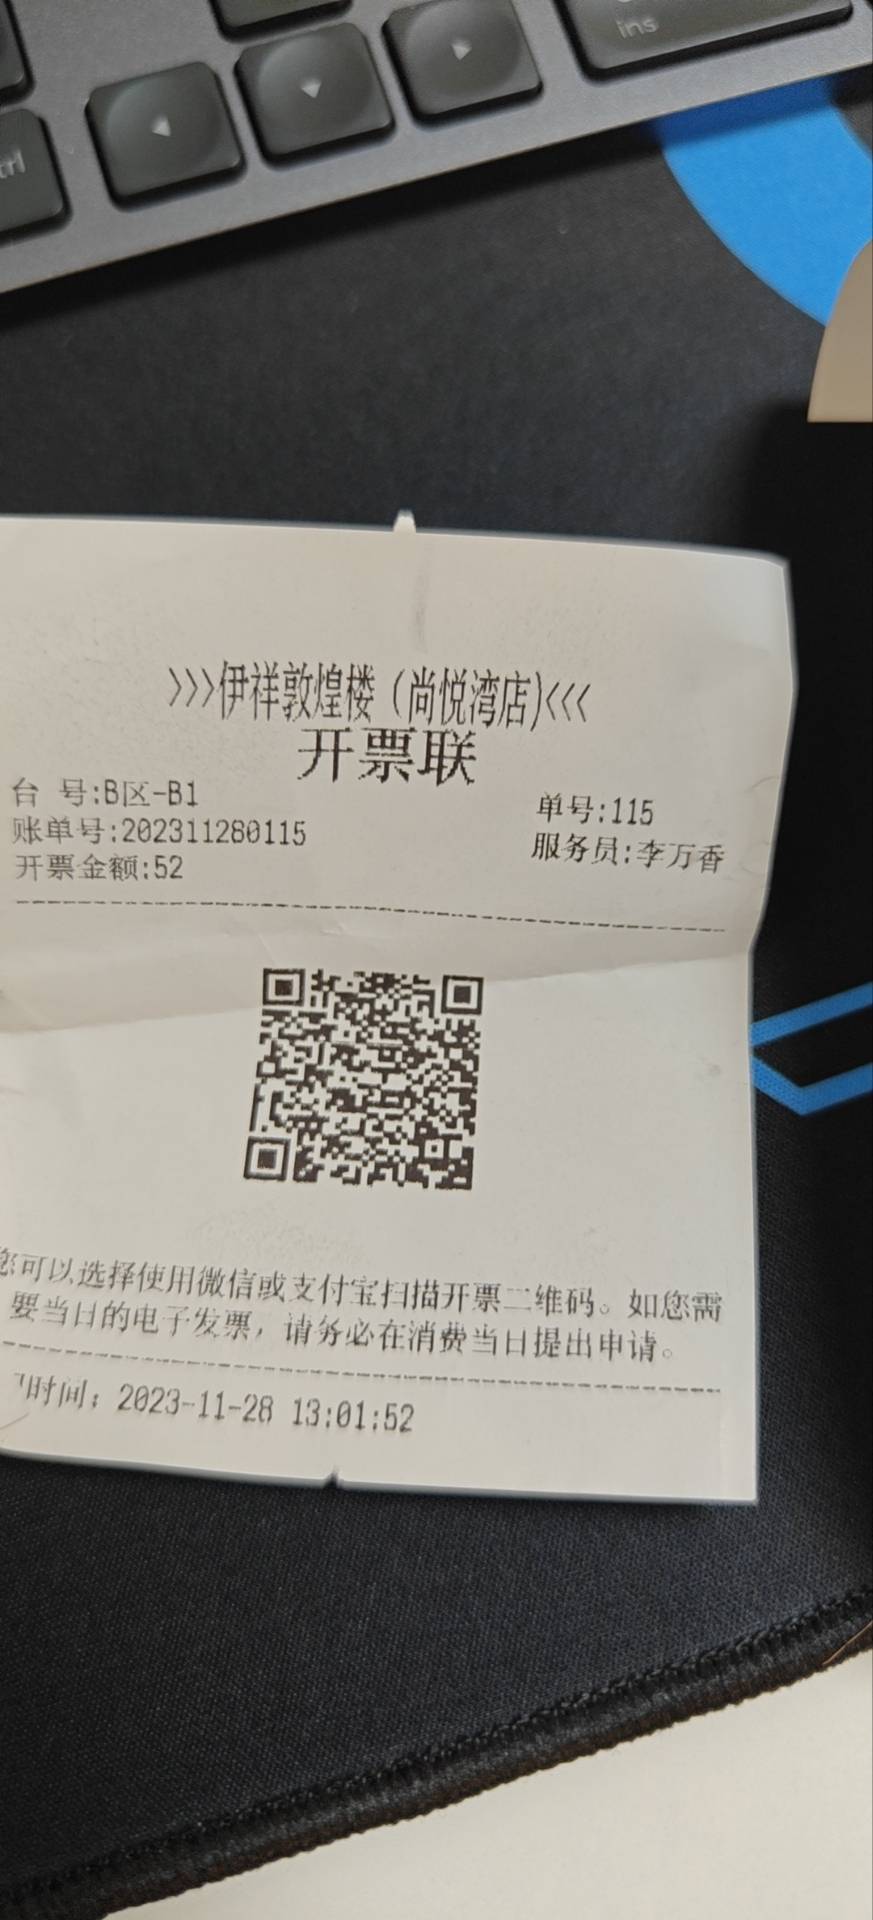 ins
trl
>>>伊祥敦煌楼（尚悦湾店)<<<
开票联
台 号:B区-B1 单号:115
账单号:202311280115 服务员:李万香
开票金额:52
您可以选择使用微信或支付宝扫描开票二维码。如您需
要当日的电子发票，请务必在消费当日提出申请。
时间：2023-11-28 13:01:52